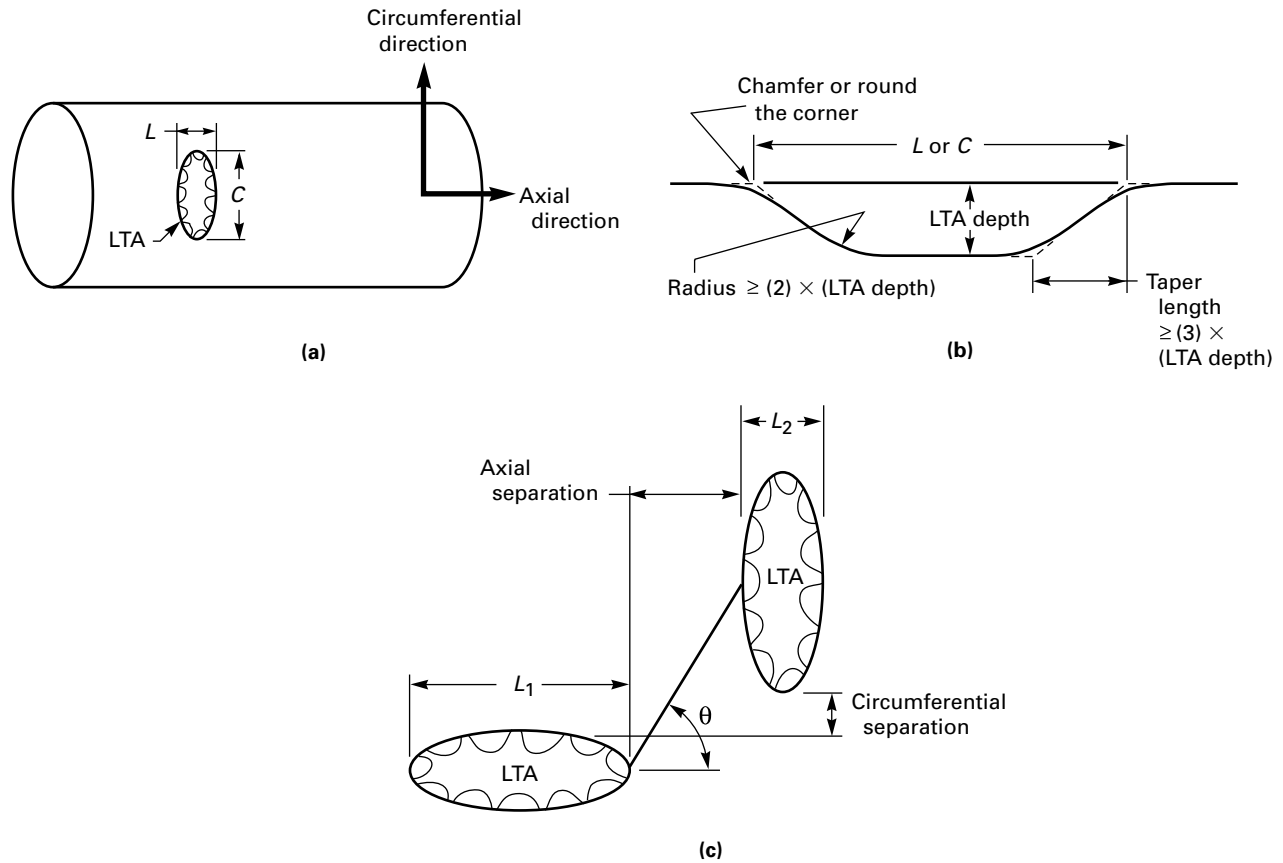 Circumferential
direction
L
C
LTA
Axial
direction
(a)
Chamfer or round
the corner
L or C
LTA depth
Radius ≥ (2) × (LTA depth)
Taper
length
≥ (3) ×
(LTA depth)
(b)
L2
Axial
separation
LTA
L1
θ
Circumferential
separation
LTA
(c)